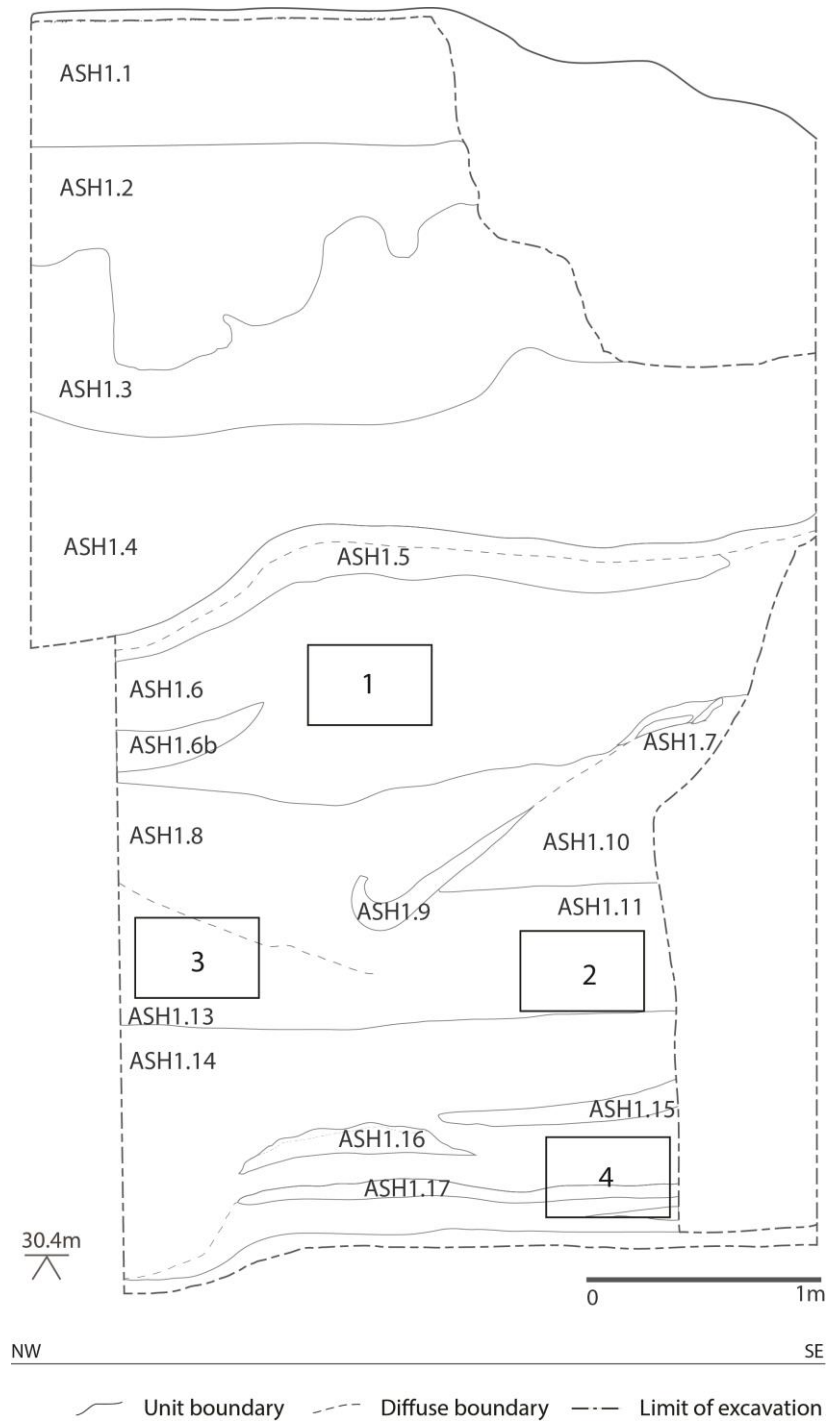 ASH1.1
ASH1.2
ASH1.3
ASH1.4
ASH1.5
1
ASH1.6
ASH1.6b
ASH1.7
ASH1.8
ASH1.10
ASH1.9
ASH1.11
3
2
ASH1.13
ASH1.14
ASH1.15
ASH1.16
4
ASH1.17
30.4m
0 1m
NW SE
Unit boundary Diffuse boundary Limit of excavation